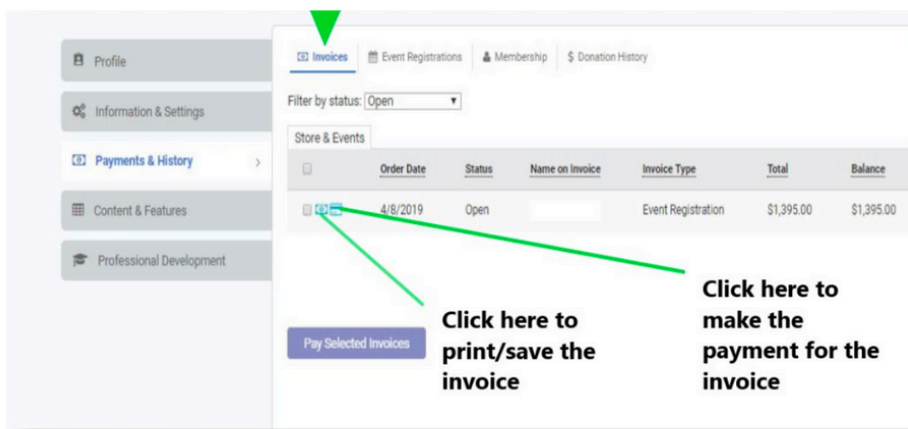 Profile
Information & Settings
Payments & History
Content & Features
Professional Development
Invoices Event Registrations Membership $ Donation History
Filter by status: Open
Store & Events
Order Date Status Name on Invoice Invoice Type Total Balance
4/8/2019 Open Event Registration $1,395.00 $1,395.00
Click here to
print/save the
invoice
Click here to
make the
payment for the
invoice
Pay Selected Invoices